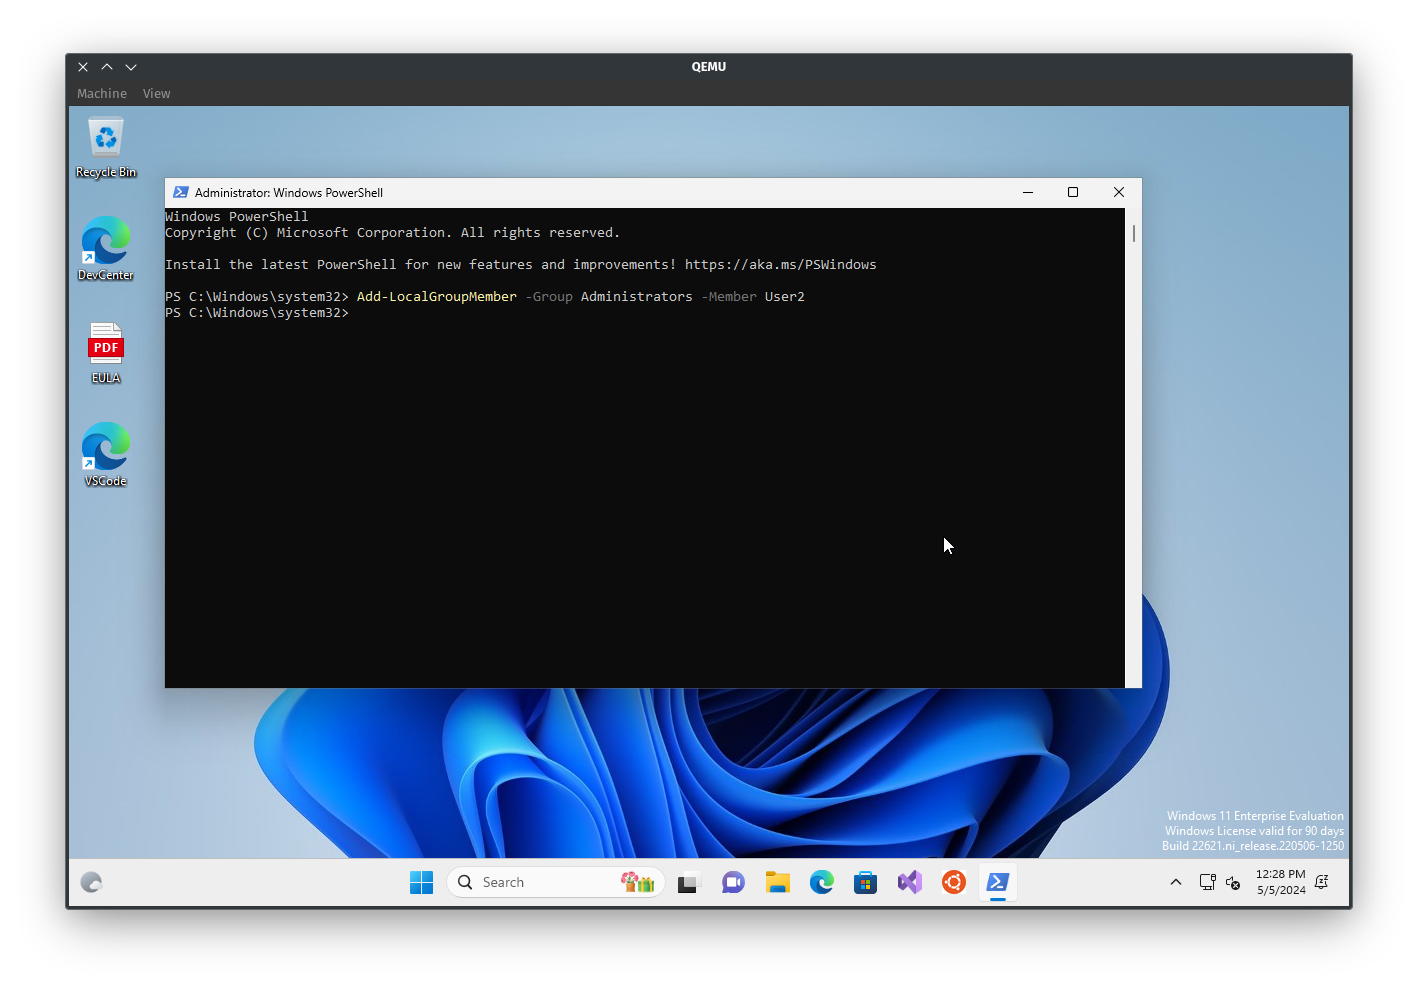 QEMU
Machine View
Recycle Bin
DevCenter
PDF
EULA
VSCode
Administrator: Windows PowerShell
Windows PowerShell
Copyright (C) Microsoft Corporation. All rights reserved.
Install the latest PowerShell for new features and improvements! https://aka.ms/PSWindows
PS C:\Windows\system32> Add-LocalGroupMember -Group Administrators -Member User2
PS C:\Windows\system32>
Windows 11 Enterprise Evaluation
Windows License valid for 90 days
Build 22621.ni_release.220506-1250
Search
12:28 PM
5/5/2024